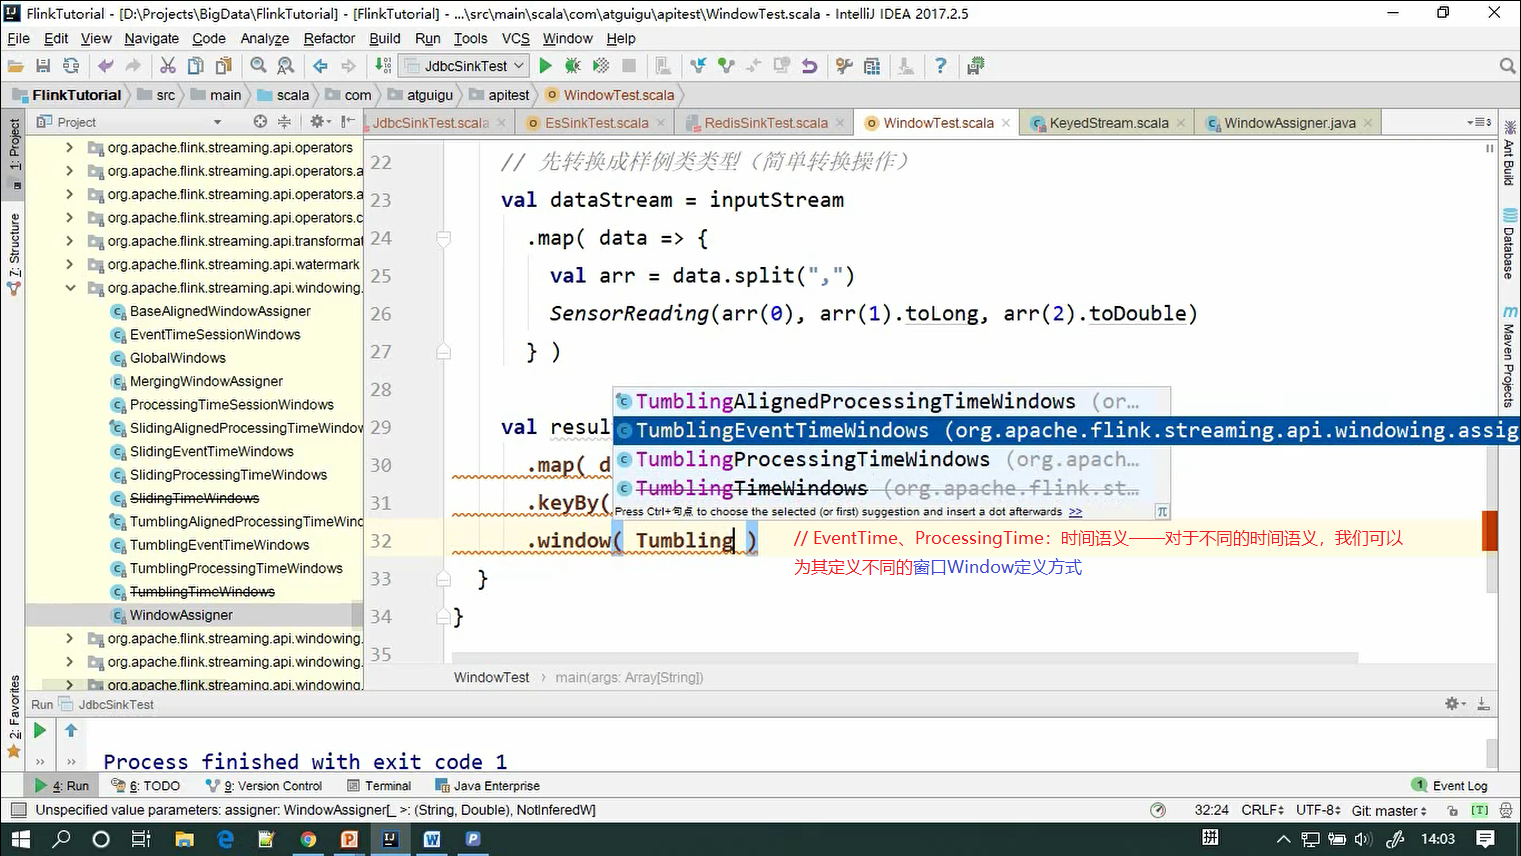 FlinkTutorial - [D:\Projects\BigData\FlinkTutorial] - [FlinkTutorial] - ...\src\main\scala\com\atguigu\apitest\WindowTest.scala - IntelliJ IDEA 2017.2.5
File Edit View Navigate Code Analyze Refactor Build Run Tools VCS Window Help
JdbcSinkTest
FlinkTutorial src main scala com atguigu apitest WindowTest.scala
Project
JdbcSinkTest.scala EsSinkTest.scala RedisSinkTest.scala WindowTest.scala KeyedStream.scala WindowAssigner.java
1: Project
7: Structure
2: Favorites
org.apache.flink.streaming.api.operators
org.apache.flink.streaming.api.operators.a
org.apache.flink.streaming.api.operators.a
org.apache.flink.streaming.api.operators.c
org.apache.flink.streaming.api.transformat
org.apache.flink.streaming.api.watermark
org.apache.flink.streaming.api.windowing.
BaseAlignedWindowAssigner
EventTimeSessionWindows
GlobalWindows
MergingWindowAssigner
ProcessingTimeSessionWindows
SlidingAlignedProcessingTimeWindow
SlidingEventTimeWindows
SlidingProcessingTimeWindows
SlidingTimeWindows
TumblingAlignedProcessingTimeWinc
TumblingEventTimeWindows
TumblingProcessingTimeWindows
TumblingTimeWindows
WindowAssigner
org.apache.flink.streaming.api.windowing.
org.apache.flink.streaming.api.windowing.
org.apache.flink.streaming.api.windowing.
22 // 先转换成样例类类型（简单转换操作）
23 val dataStream = inputStream
24 .map( data => {
25 val arr = data.split(",")
26 SensorReading(arr(0), arr(1).toLong, arr(2).toDouble)
27 } )
28
29 val resul
30 .map( d
31 .keyBy(
32 .window( Tumbling )
33 }
34 }
35
TumblingAlignedProcessingTimeWindows (or...
TumblingEventTimeWindows (org.apache.flink.streaming.api.windowing.assig
TumblingProcessingTimeWindows (org.apach...
TumblingTimeWindows (org.apache.flink.st...
Press Ctrl+句点 to choose the selected (or first) suggestion and insert a dot afterwards >>
// EventTime、ProcessingTime：时间语义——对于不同的时间语义，我们可以
为其定义不同的窗口Window定义方式
WindowTest main(args: Array[String])
Ant Build
Database
Maven Projects
Run JdbcSinkTest
Process finished with exit code 1
4: Run 6: TODO 9: Version Control Terminal Java Enterprise 1 Event Log
Unspecified value parameters: assigner: WindowAssigner[_ >: (String, Double), NotInferedW] 32:24 CRLF UTF-8 Git: master [T]
拼 14:03